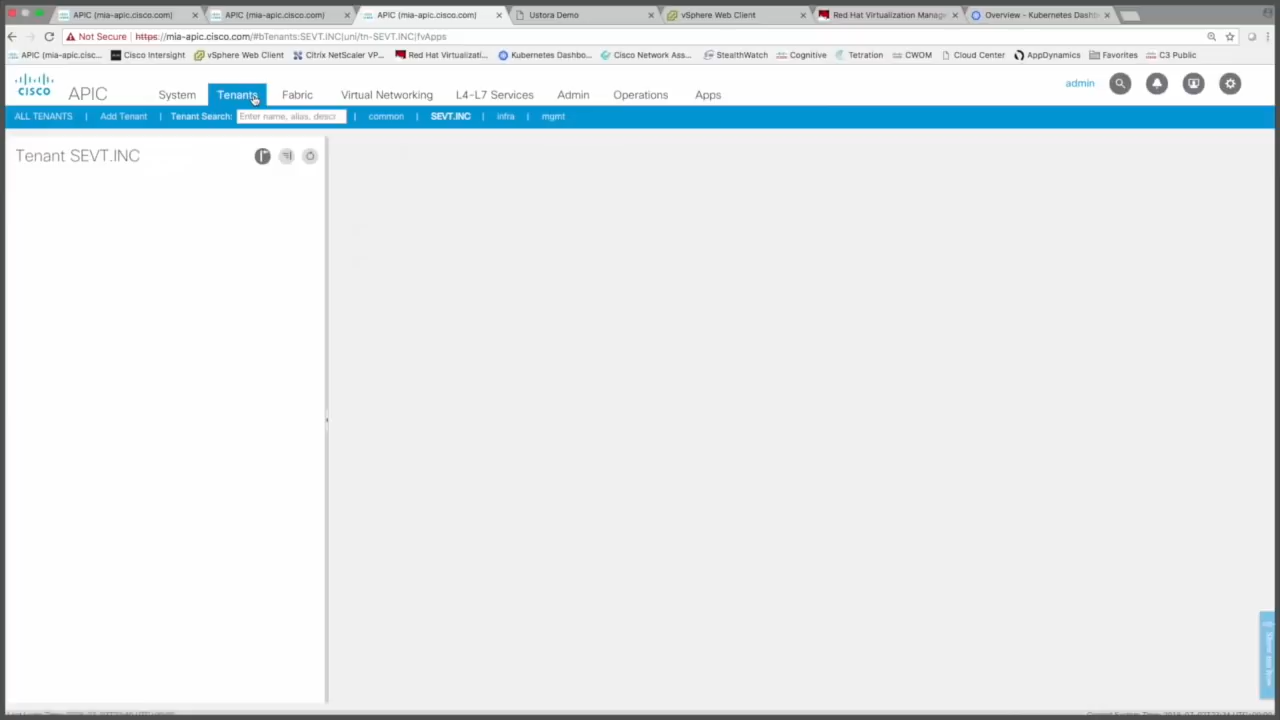 APIC (mia-apic.cisco.com) APIC (mia-apic.cisco.com) APIC (mia-apic.cisco.com) Ustora Demo vSphere Web Client Red Hat Virtualization Manag Overview - Kubernetes Dashb
Not Secure https://mia-apic.cisco.com/#bTenants:SEVT.INC|uni/tn-SEVT.INC|fvApps
APIC (mia-apic.cisc... Cisco Intersight vSphere Web Client Citrix NetScaler VP... Red Hat Virtualizati... Kubernetes Dashbo... Cisco Network Ass... StealthWatch Cognitive Tetration CWOM Cloud Center AppDynamics Favorites C3 Public
CISCO APIC System Tenants Fabric Virtual Networking L4-L7 Services Admin Operations Apps admin
ALL TENANTS | Add Tenant | Tenant Search: Enter name, alias, descr | common | SEVT.INC | infra | mgmt
Tenant SEVT.INC